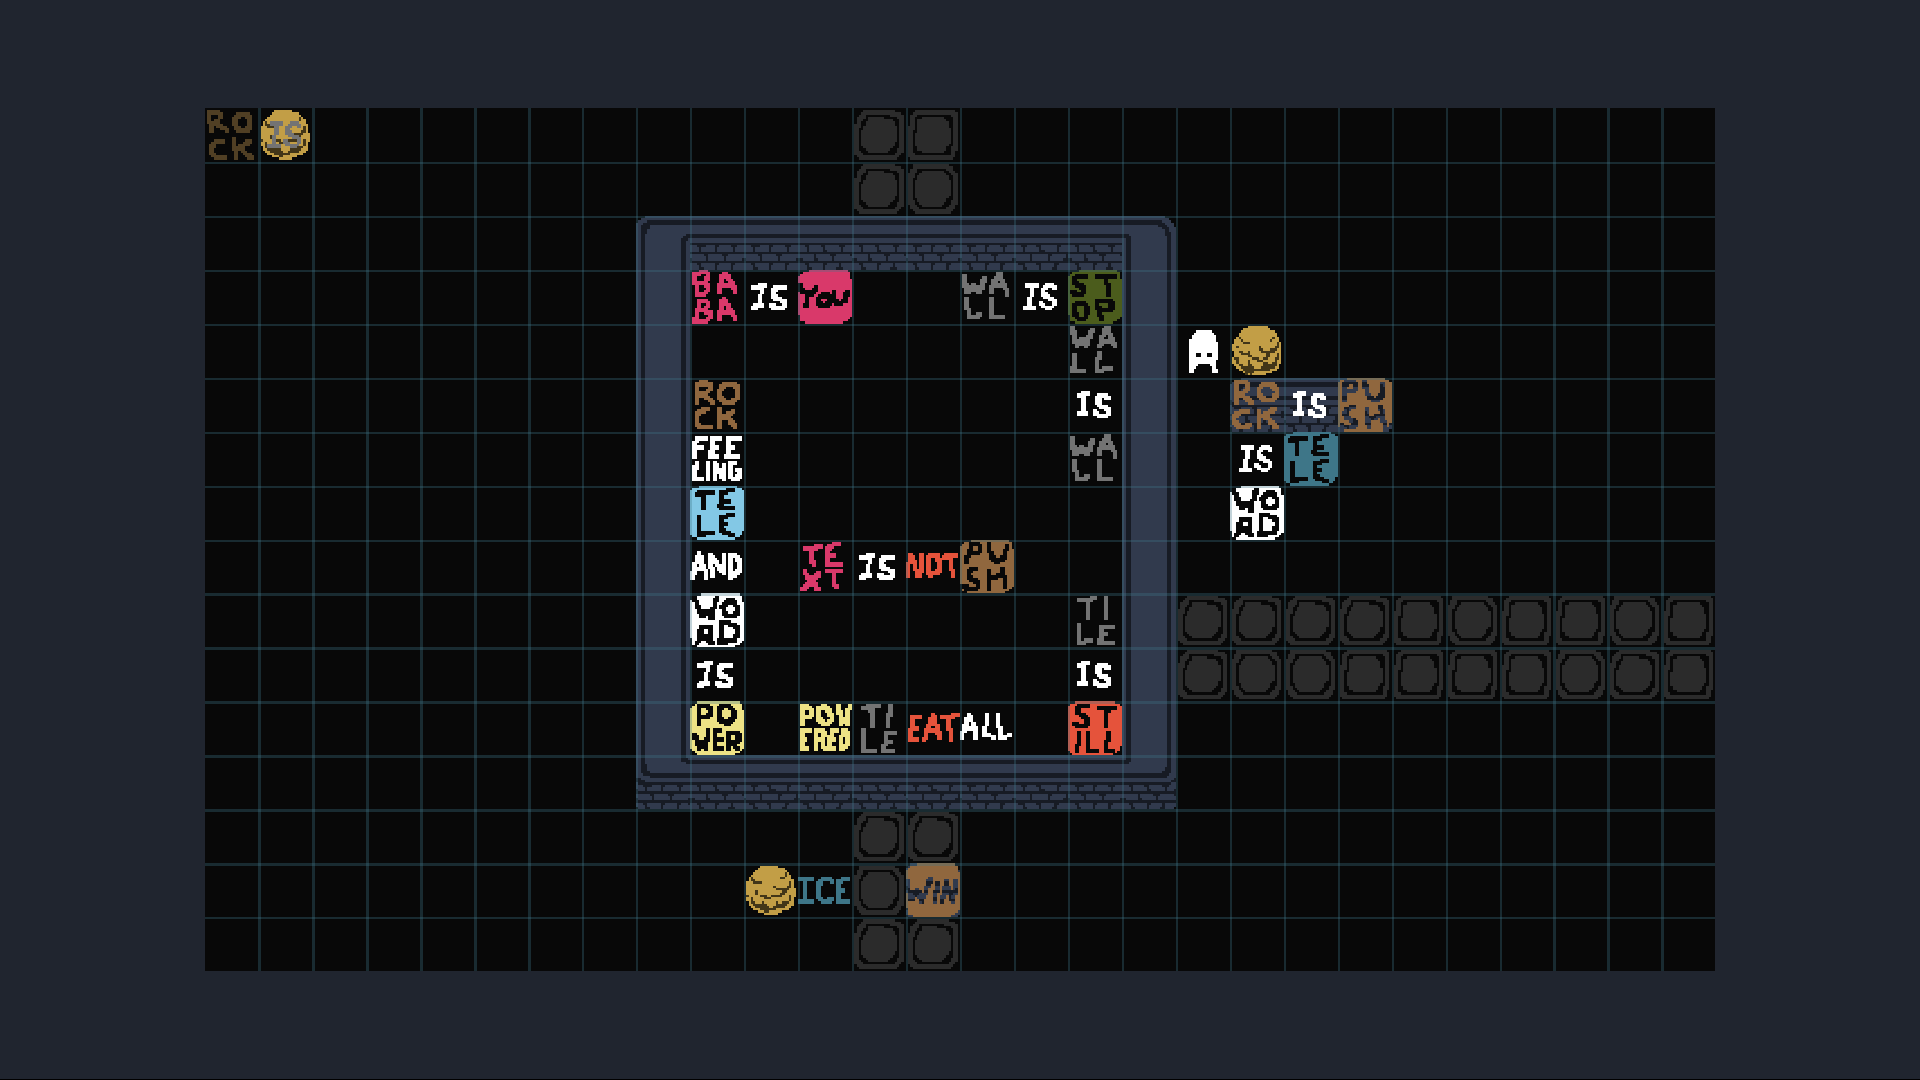 ROCK IS
BABA IS YOU WALL IS STOP
WALL
ROCK IS ROCK IS PUSH
FEELING WALL IS TELE
TELE WORD
AND TEXT IS NOT PUSH
WORD TILE
IS IS
POWER POWERED TILE EAT ALL STILL
ICE WIN